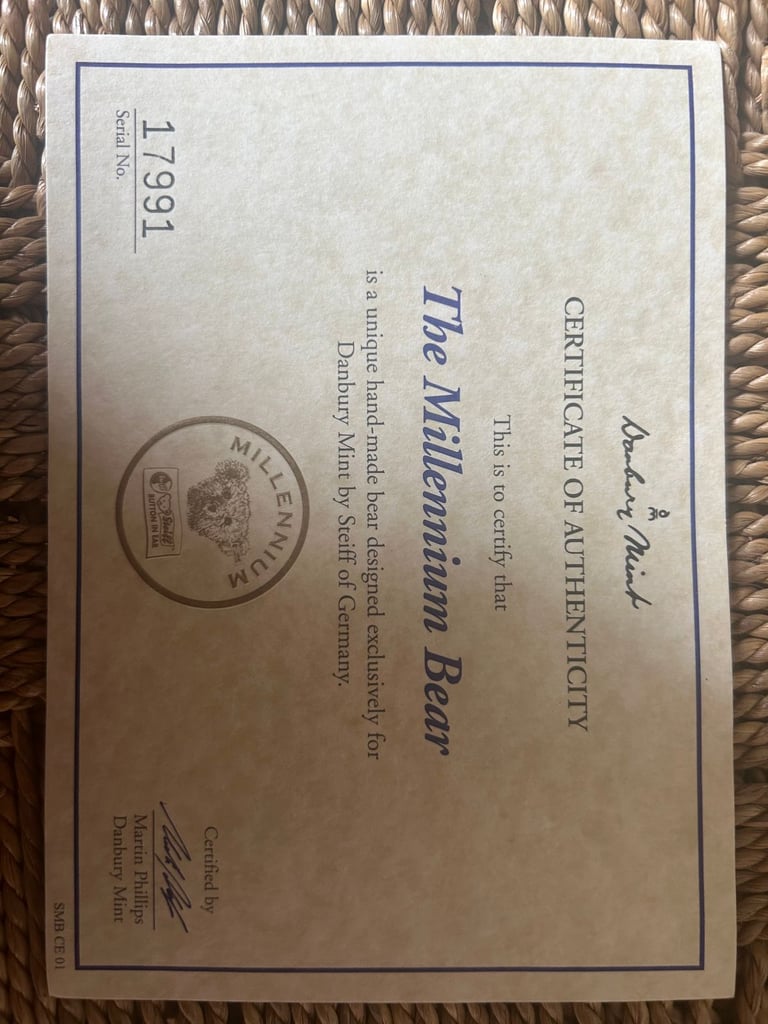 Danbury Mint
CERTIFICATE OF AUTHENTICITY
This is to certify that
The Millennium Bear
is a unique hand-made bear designed exclusively for
Danbury Mint by Steiff of Germany.
MILLENNIUM
Steiff
BUTTON IN EAR
17991
Serial No.
Certified by
Martin Phillips
Danbury Mint
SMB CE 01